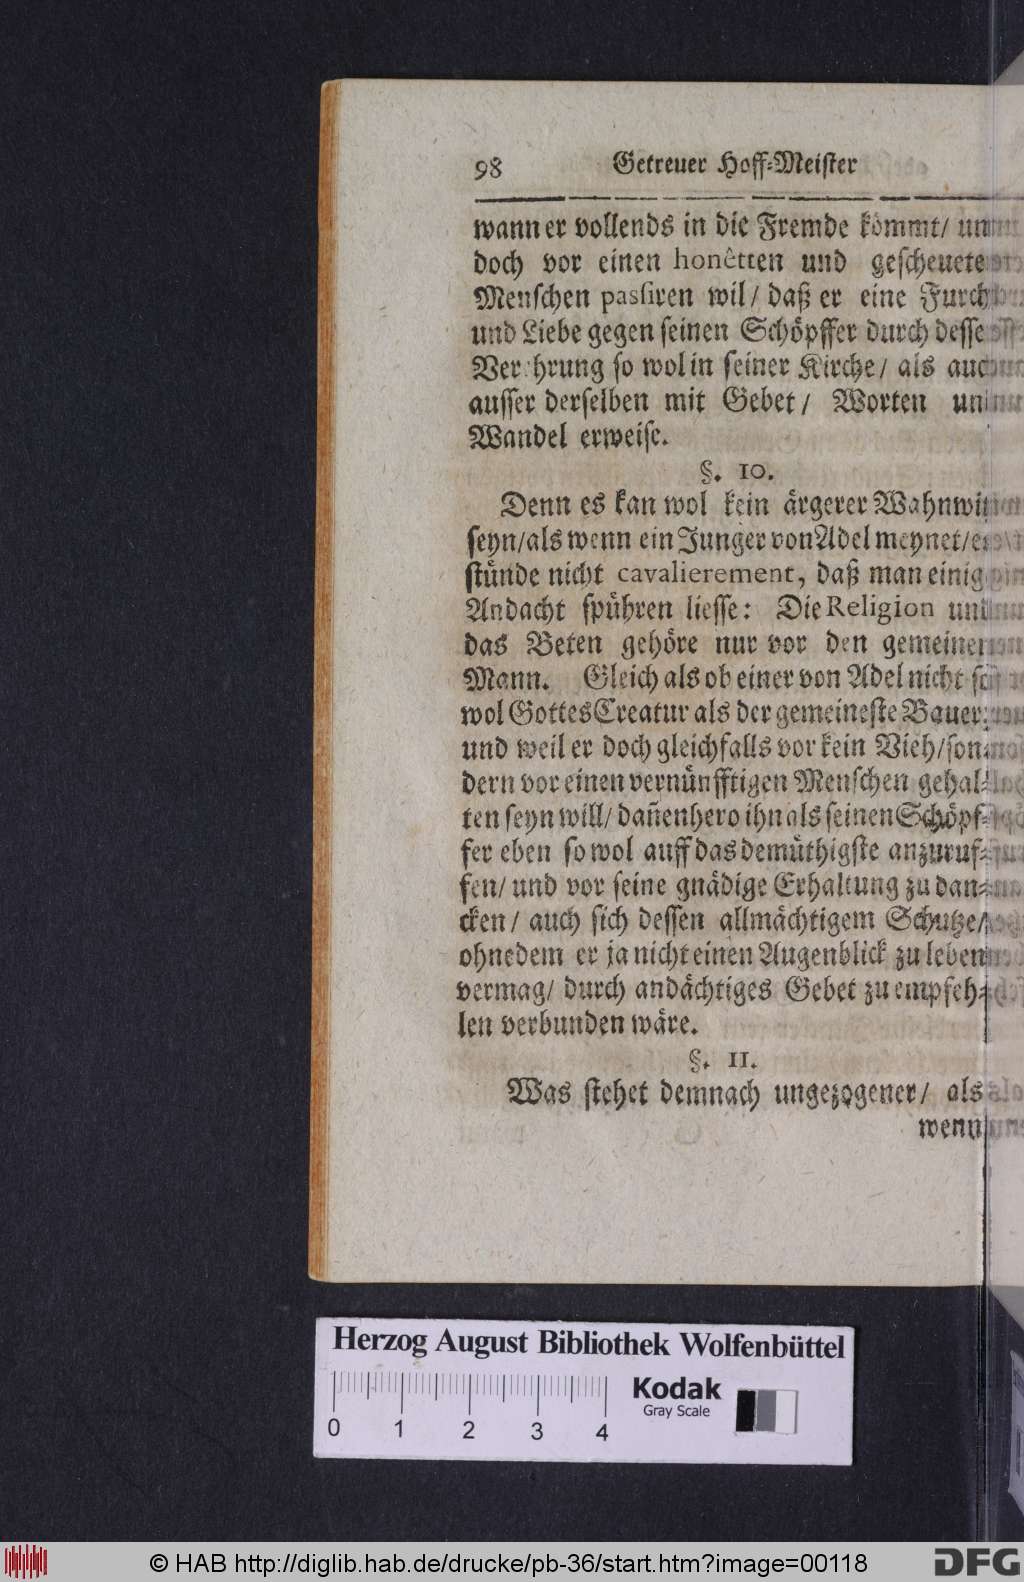 98 Getreuer Hoff-Meister
wann er vollends in die Fremde kömmt/
doch vor einen honêtten und gescheuete
Menschen passiren wil/ daß er eine Furch
und Liebe gegen seinen Schöpffer durch desse
Verehrung so wol in seiner Kirche/ als auc
ausser derselben mit Gebet/ Worten un
Wandel erweise.
§. 10.
Denn es kan wol kein ärgerer Wahnwi
seyn/als wenn ein Junger von Adel meynet/
stünde nicht cavalierement, daß man einig
Andacht spühren liesse: Die Religion un
das Beten gehöre nur vor den gemeinen
Mann. Gleich als ob einer von Adel nicht so
wol Gottes Creatur als der gemeineste Bauer
und weil er doch gleichfalls vor kein Vieh/son-
dern vor einen vernünfftigen Menschen gehal-
ten seyn will/ dañenhero ihn als seinen Schöpf-
fer eben so wol auff das demüthigste anzuruf-
fen/ und vor seine gnädige Erhaltung zu dan-
cken/ auch sich dessen allmächtigem Schutze/
ohnedem er ja nicht einen Augenblick zu leben
vermag/ durch andächtiges Gebet zu empfeh-
len verbunden wäre.
§. 11.
Was stehet demnach ungezogener/ als
wenn
Herzog August Bibliothek Wolfenbüttel
Kodak
Gray Scale
0 1 2 3 4
© HAB http://diglib.hab.de/drucke/pb-36/start.htm?image=00118 DFG